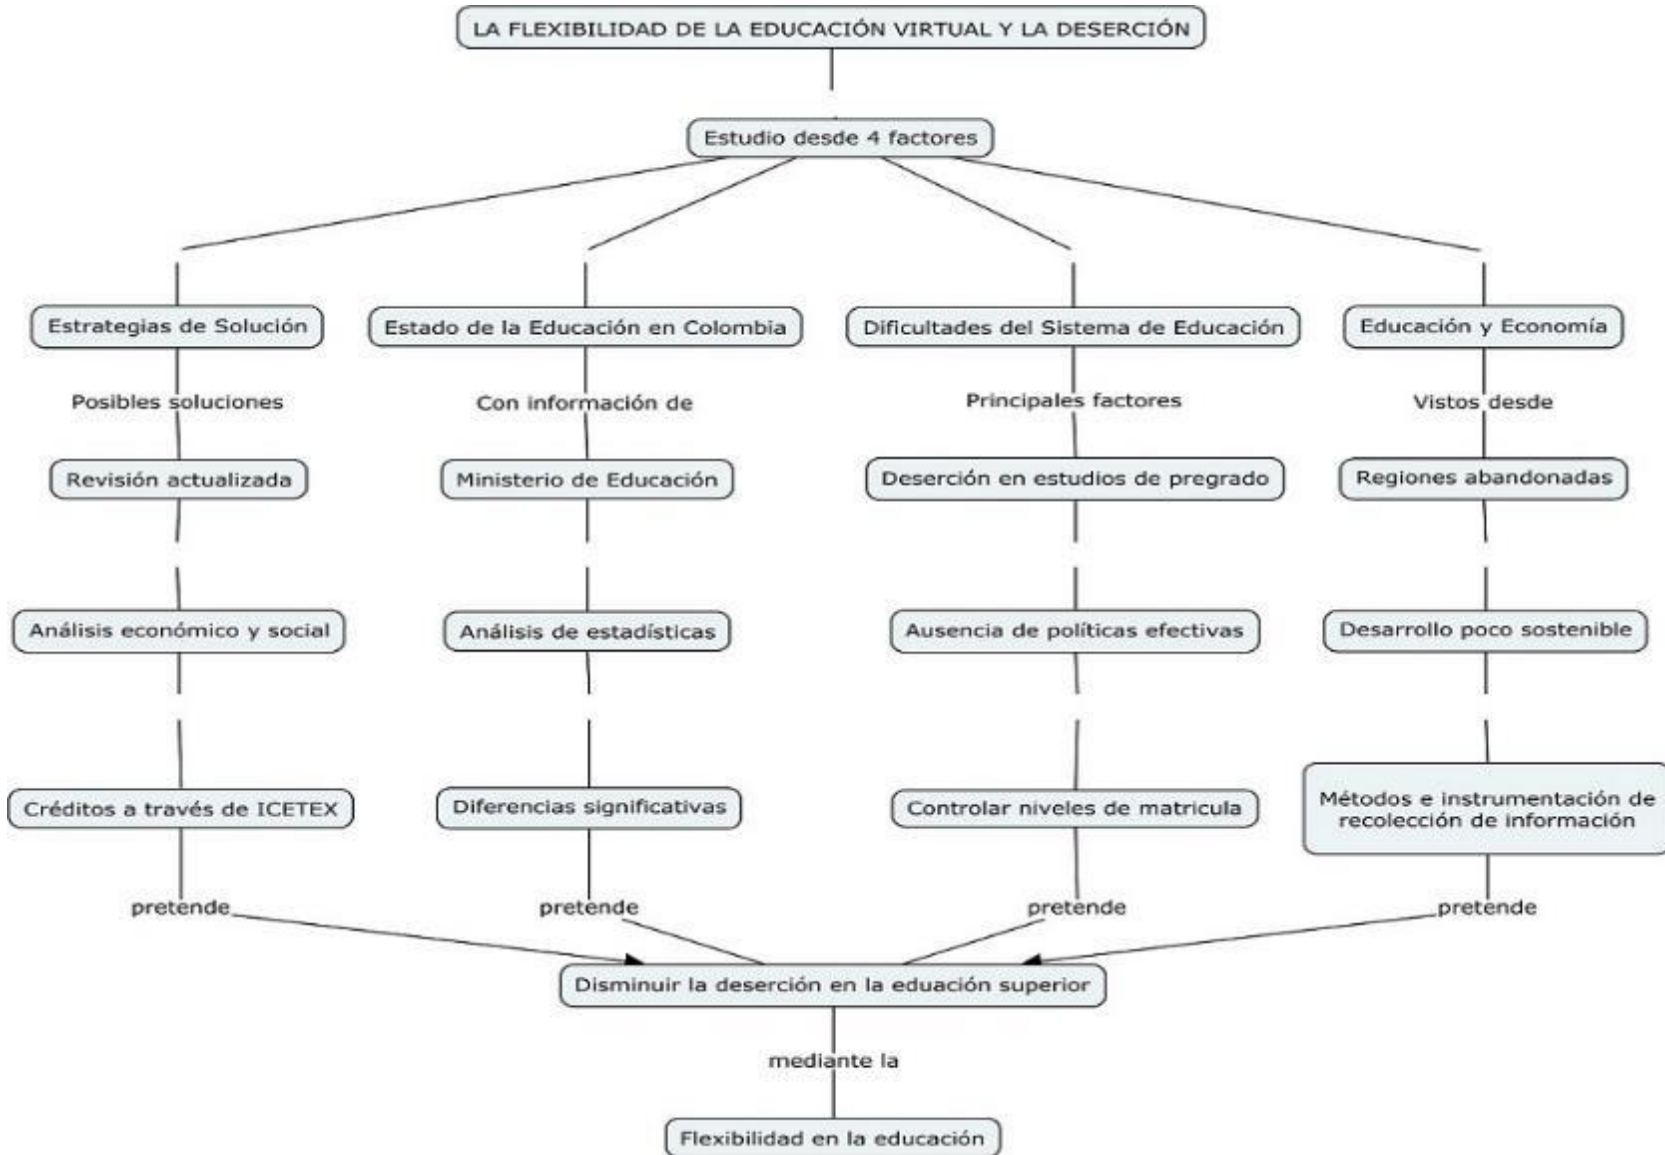 LA FLEXIBILIDAD DE LA EDUCACIÓN VIRTUAL Y LA DESERCIÓN
Estudio desde 4 factores
Estrategias de Solución
Estado de la Educación en Colombia
Dificultades del Sistema de Educación
Educación y Economía
Posibles soluciones
Con información de
Principales factores
Vistos desde
Revisión actualizada
Ministerio de Educación
Deserción en estudios de pregrado
Regiones abandonadas
Análisis económico y social
Análisis de estadísticas
Ausencia de políticas efectivas
Desarrollo poco sostenible
Créditos a través de ICETEX
Diferencias significativas
Controlar niveles de matricula
Métodos e instrumentación de
recolección de información
pretende
pretende
pretende
pretende
Disminuir la deserción en la eduación superior
mediante la
Flexibilidad en la educación